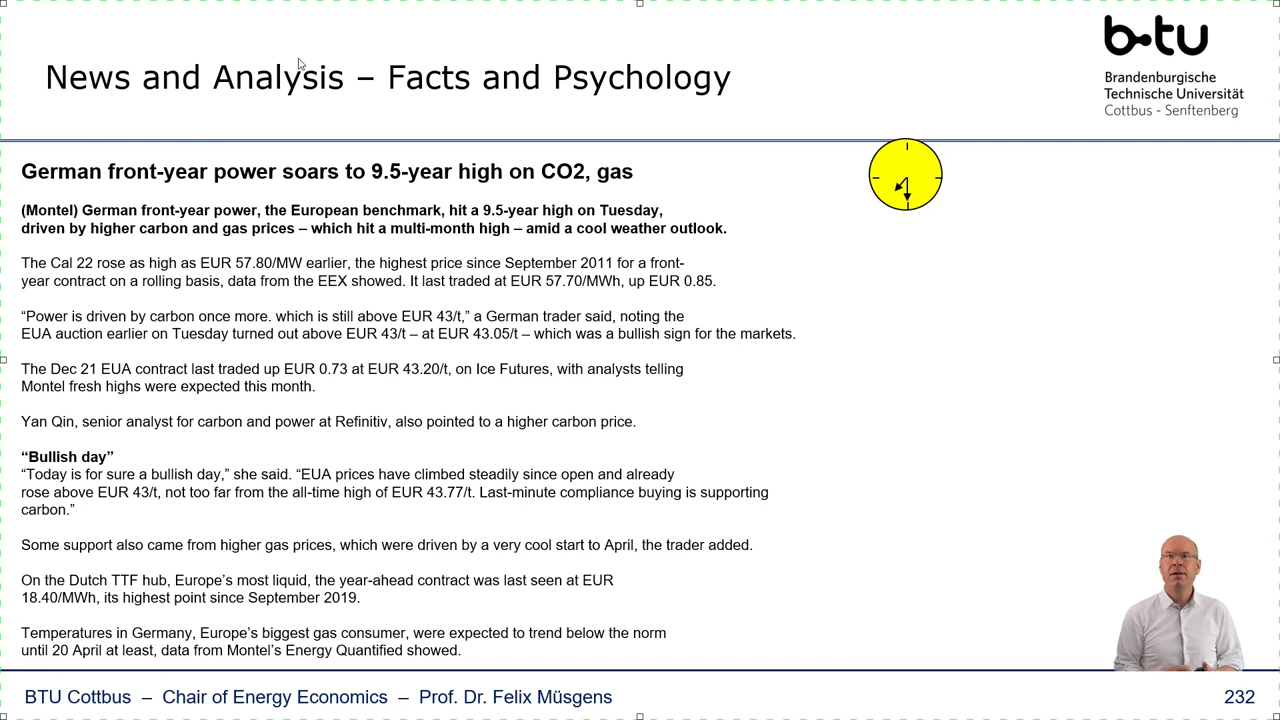 News and Analysis – Facts and Psychology
b-tu
Brandenburgische
Technische Universität
Cottbus - Senftenberg
German front-year power soars to 9.5-year high on CO2, gas
(Montel) German front-year power, the European benchmark, hit a 9.5-year high on Tuesday,
driven by higher carbon and gas prices – which hit a multi-month high – amid a cool weather outlook.
The Cal 22 rose as high as EUR 57.80/MW earlier, the highest price since September 2011 for a front-
year contract on a rolling basis, data from the EEX showed. It last traded at EUR 57.70/MWh, up EUR 0.85.
“Power is driven by carbon once more. which is still above EUR 43/t,” a German trader said, noting the
EUA auction earlier on Tuesday turned out above EUR 43/t – at EUR 43.05/t – which was a bullish sign for the markets.
The Dec 21 EUA contract last traded up EUR 0.73 at EUR 43.20/t, on Ice Futures, with analysts telling
Montel fresh highs were expected this month.
Yan Qin, senior analyst for carbon and power at Refinitiv, also pointed to a higher carbon price.
“Bullish day”
“Today is for sure a bullish day,” she said. “EUA prices have climbed steadily since open and already
rose above EUR 43/t, not too far from the all-time high of EUR 43.77/t. Last-minute compliance buying is supporting
carbon.”
Some support also came from higher gas prices, which were driven by a very cool start to April, the trader added.
On the Dutch TTF hub, Europe’s most liquid, the year-ahead contract was last seen at EUR
18.40/MWh, its highest point since September 2019.
Temperatures in Germany, Europe’s biggest gas consumer, were expected to trend below the norm
until 20 April at least, data from Montel’s Energy Quantified showed.
BTU Cottbus – Chair of Energy Economics – Prof. Dr. Felix Müsgens
232